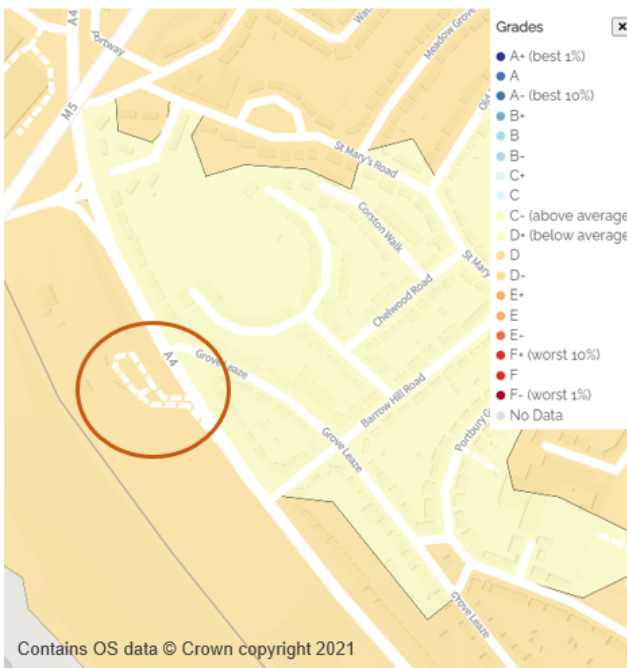 A4
Portway
Wat
Meadow Grove
M5
St Mary's Road
Corston Walk
St Mary
Chelwood Road
A4
Grove Leaze
Barrow Hill Road
Grove Leaze
Portbury G
Grove Leaze
Grades
A+ (best 1%)
A
A- (best 10%)
B+
B
B-
C+
C
C- (above average
D+ (below average
D
D-
E+
E
E-
F+ (worst 10%)
F
F- (worst 1%)
No Data
Contains OS data © Crown copyright 2021